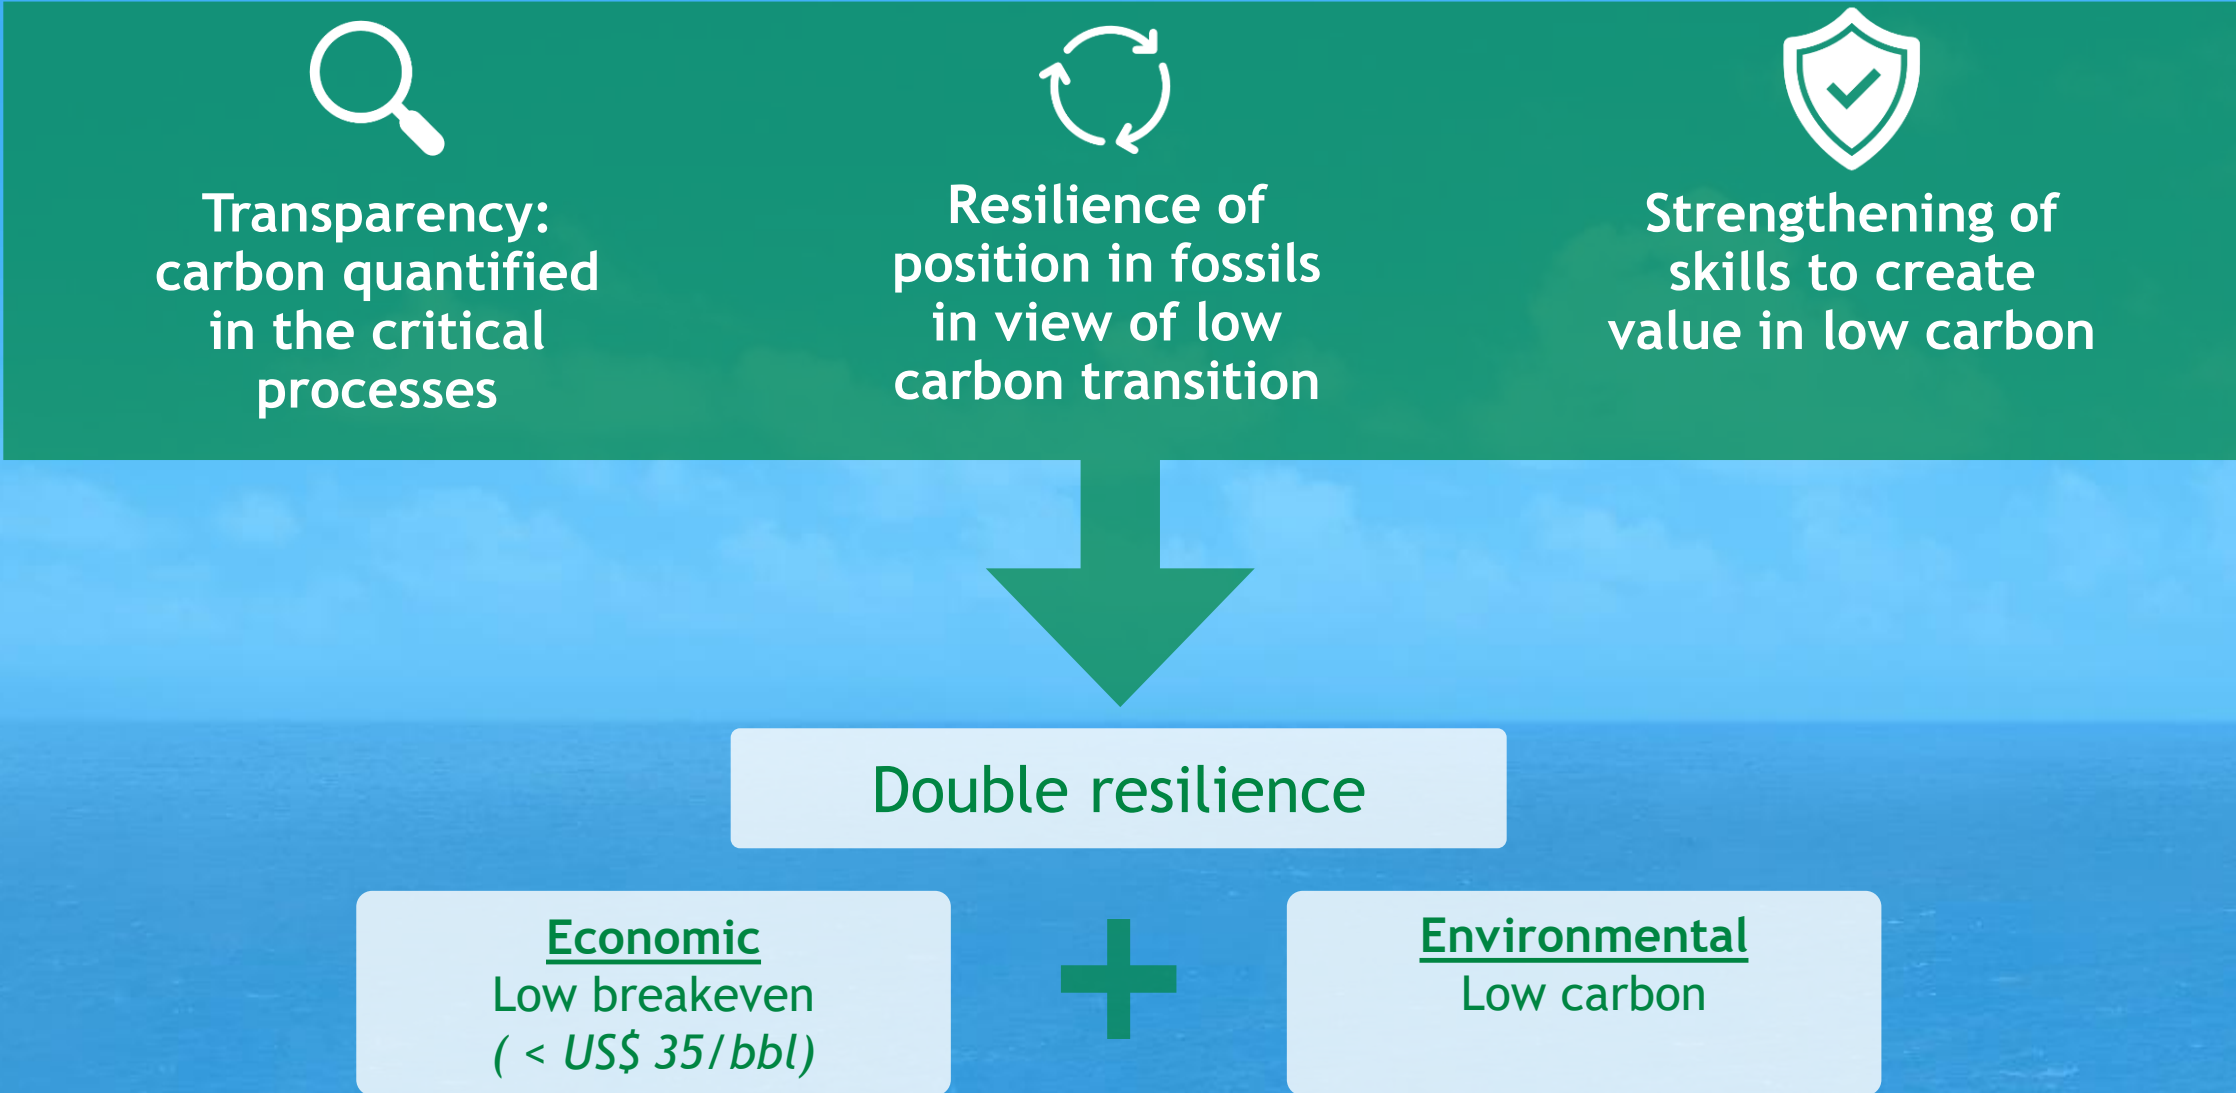 Transparency:
carbon quantified
in the critical
processes
Resilience of
position in fossils
in view of low
carbon transition
Strengthening of
skills to create
value in low carbon
Double resilience
Economic
Low breakeven
( < US$ 35/bbl)
Environmental
Low carbon